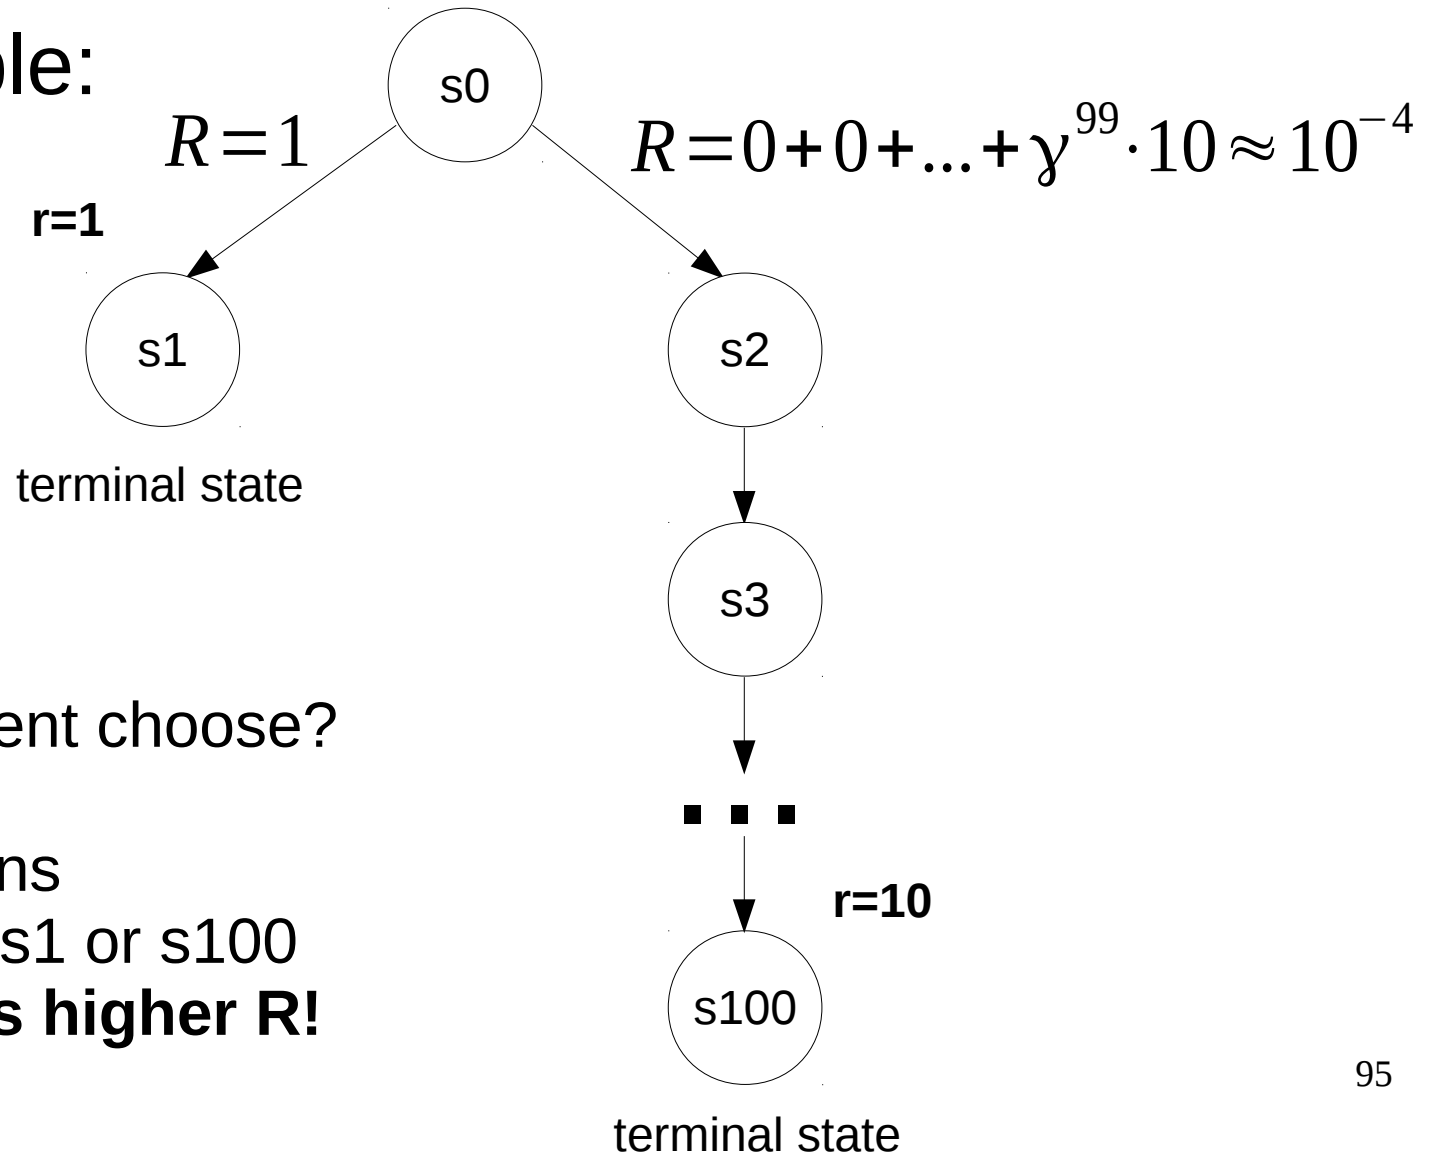 ple:
s0
R=1
R=0+0+...+γ^99·10≈10^−4
r=1
s1
s2
terminal state
s3
ent choose?
...
ns
s1 or s100
s higher R!
r=10
s100
95
terminal state